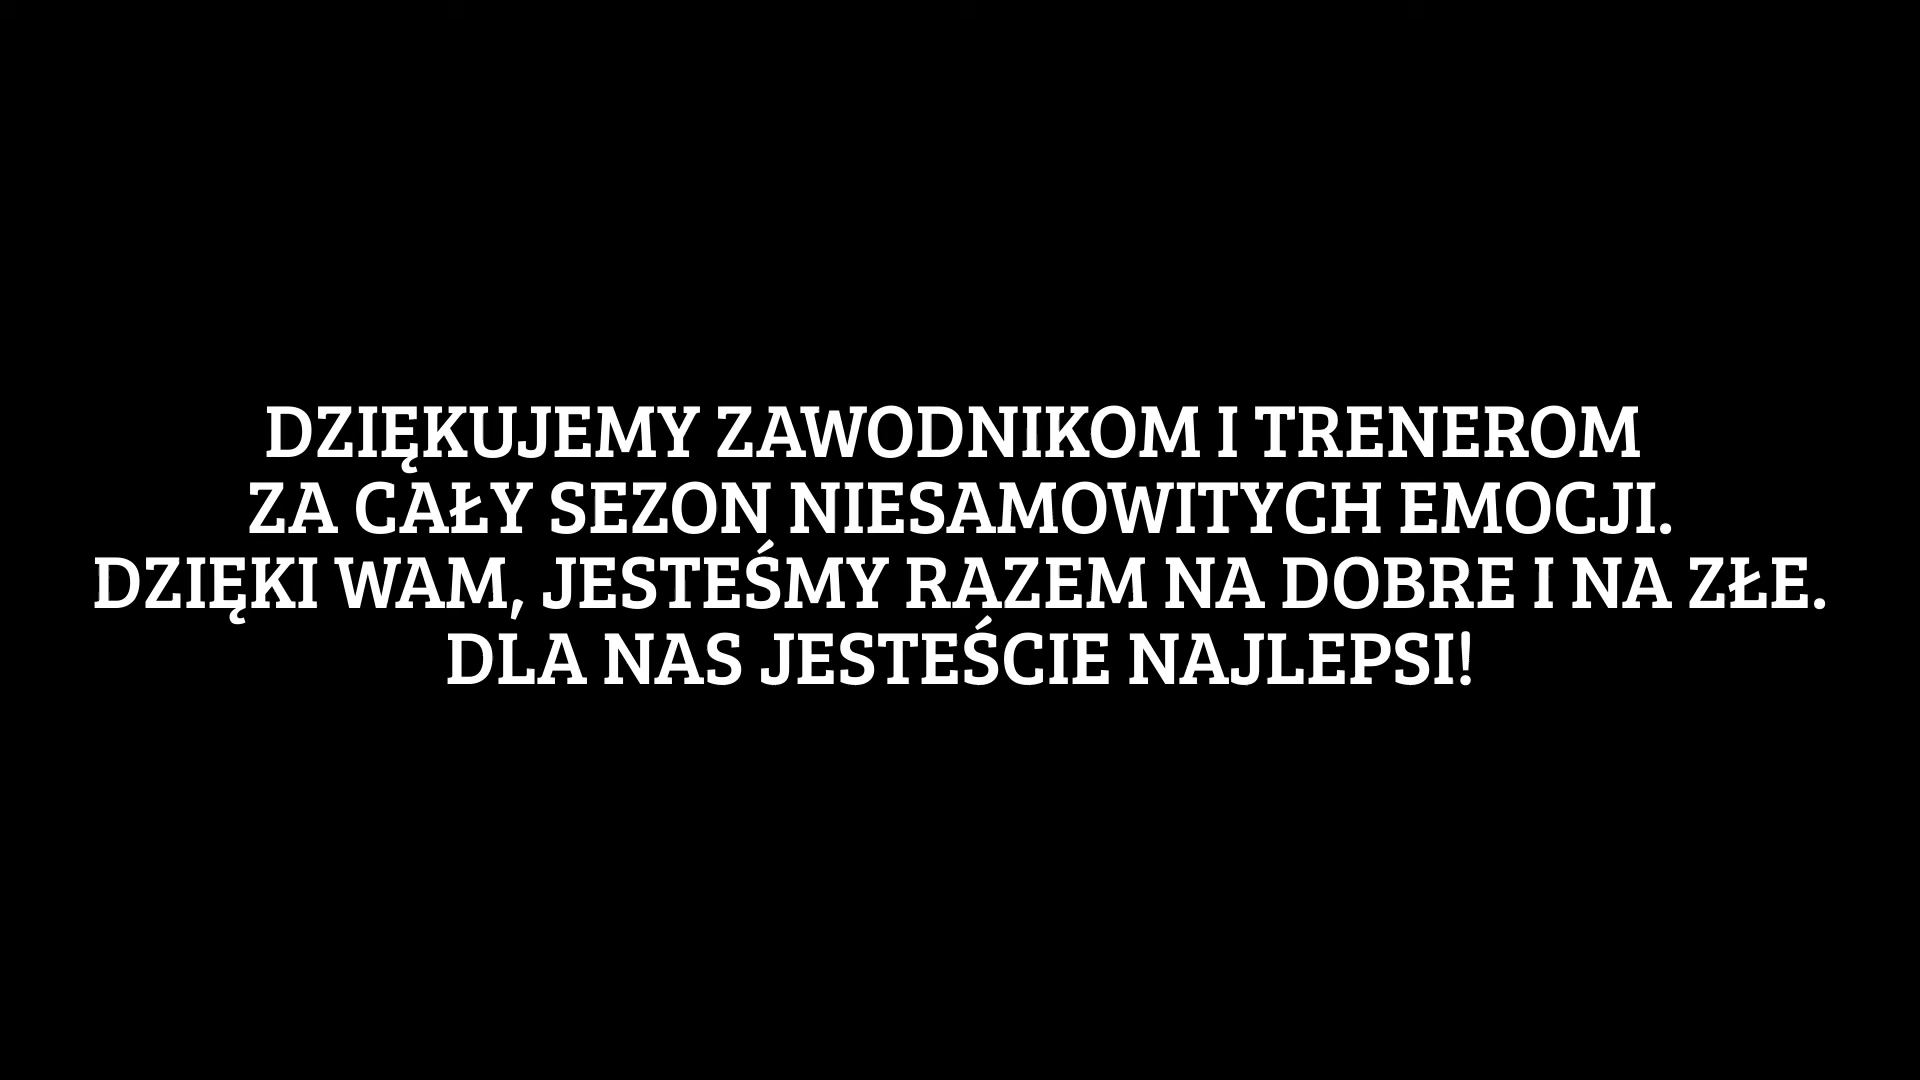 DZIĘKUJEMY ZAWODNIKOM I TRENEROM
ZA CAŁY SEZON NIESAMOWITYCH EMOCJI.
DZIĘKI WAM, JESTEŚMY RAZEM NA DOBRE I NA ZŁE.
DLA NAS JESTEŚCIE NAJLEPSI!